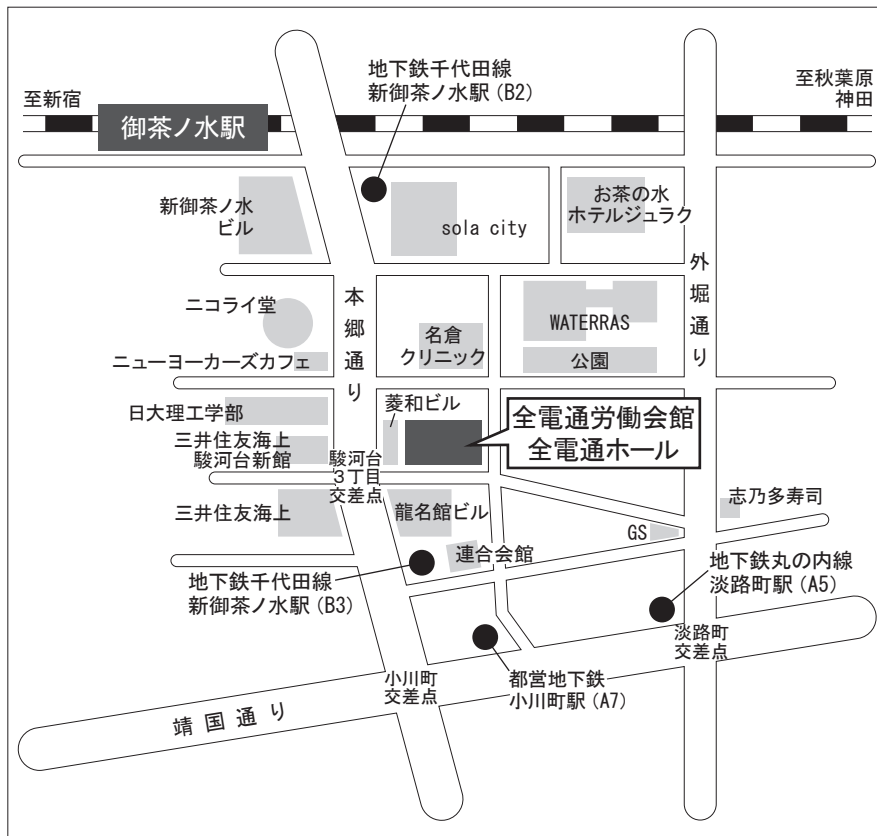 地下鉄千代田線
新御茶ノ水駅(B2)
至新宿
至秋葉原
神田
御茶ノ水駅
新御茶ノ水
ビル
sola city
お茶の水
ホテルジュラク
外堀通り
本郷通り
ニコライ堂
名倉
クリニック
WATERRAS
ニューヨーカーズカフェ
公園
菱和ビル
日大理工学部
全電通労働会館
全電通ホール
三井住友海上
駿河台新館
駿河台
3丁目
交差点
三井住友海上
龍名館ビル
志乃多寿司
GS
連合会館
地下鉄千代田線
新御茶ノ水駅(B3)
地下鉄丸の内線
淡路町駅(A5)
淡路町
交差点
小川町
交差点
都営地下鉄
小川町駅(A7)
靖国通り